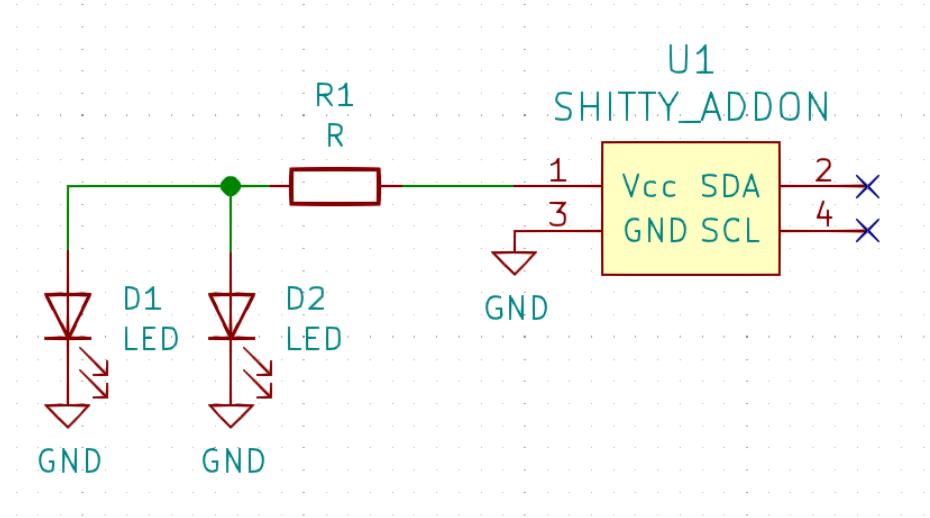 U1
SHITTY_ADDON
R1
R
1
Vcc SDA
2
3
GND SCL
4
GND
D1
LED
D2
LED
GND
GND